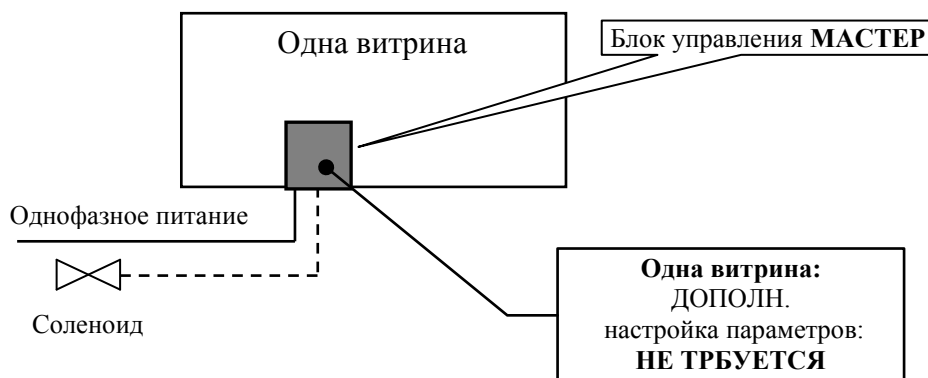 Одна витрина
Блок управления МАСТЕР
Однофазное питание
Соленоид
Одна витрина:
ДОПОЛН.
настройка параметров:
НЕ ТРБУЕТСЯ